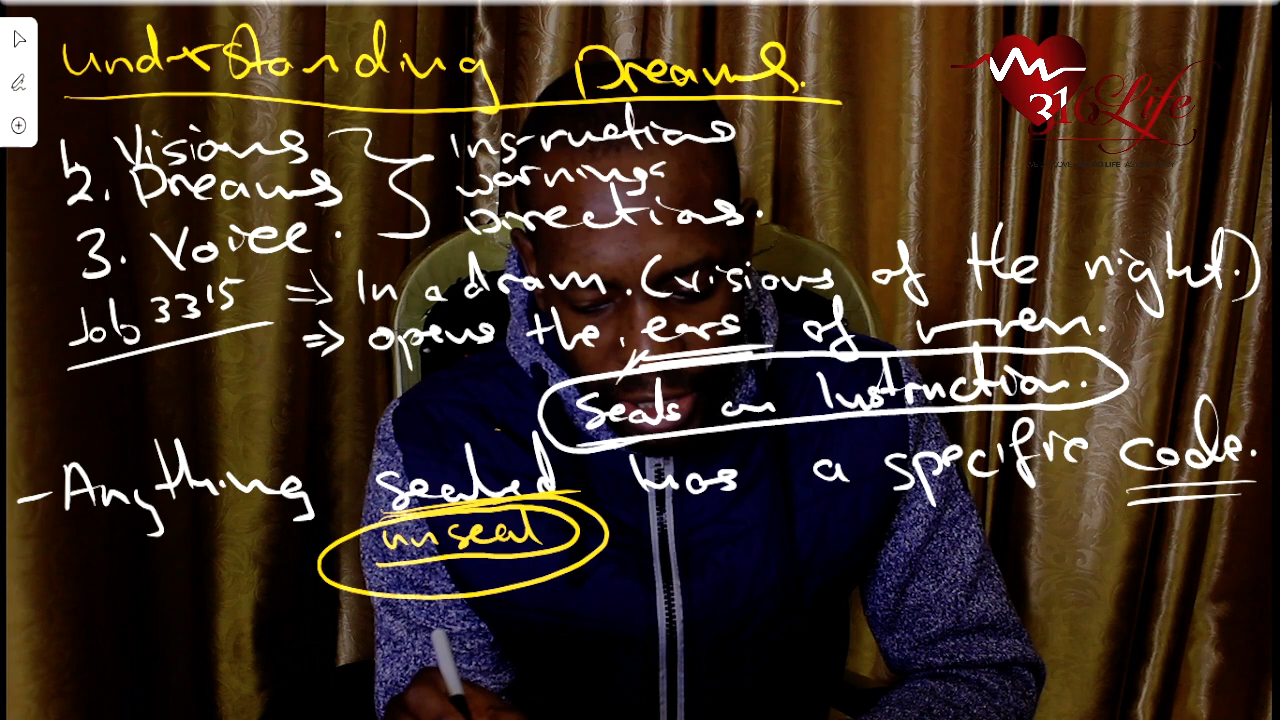 understanding Dreams.
1. Visions
2. Dreams
3. Voice.
Instructions
warnings
Directions.
Job 33 15 => In a dream. (visions of the night.)
=> opens the ears of men.
Seals an Instruction.
- Anything sealed has a specific code.
unseal
316Life